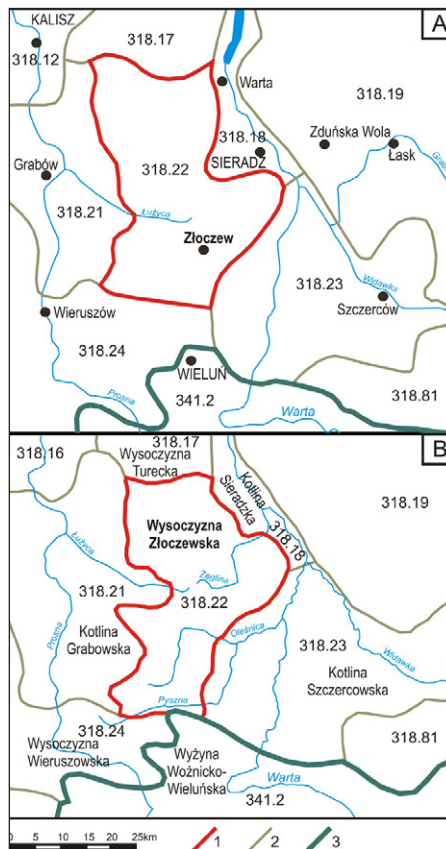 A
KALISZ
318.17
318.12
Warta
318.19
318.18
Zduńska Wola
SIERADZ
Łask
318.22
Grabów
318.21
Łużyca
Złoczew
318.23
Widawka
Szczerców
Wieruszów
318.24
WIELUŃ
341.2
318.81
Prosna
Warta
B
318.16
318.17
Wysoczyzna
Turecka
Kotlina
Sieradzka
318.19
Wysoczyzna
Złoczewska
318.18
Łużyca
Żeglina
318.21
318.22
Prosna
Kotlina
Grabowska
Oleśnica
318.23
Widawka
Kotlina
Szczercowska
Pyszna
318.24
Wysoczyzna
Wieruszowska
Wyżyna
Woźnicko-
Wieluńska
318.81
Warta
341.2
0 5 10 15 20 25km
1 2 3